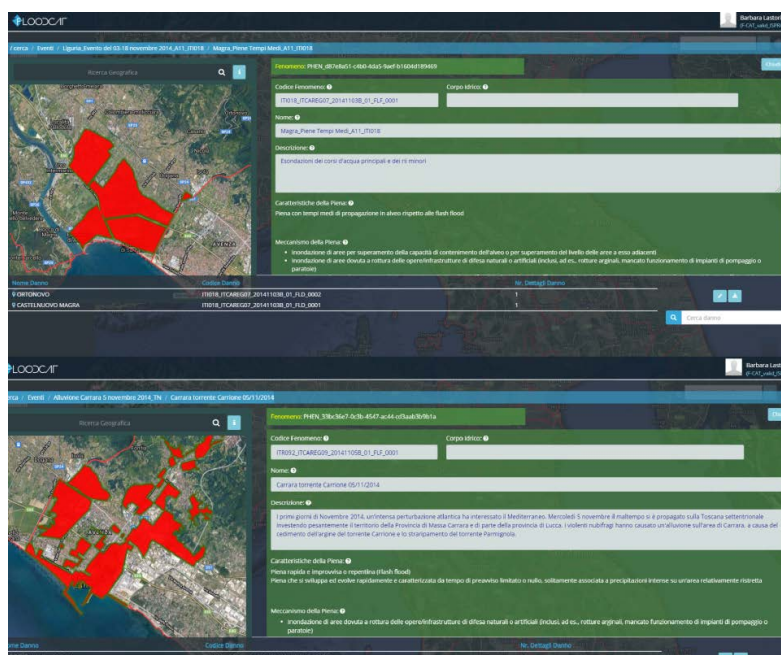 FLOODCAT
Barbara Lastori
Ricerca / Eventi / Liguria_Evento del 03-18 novembre 2014_A11_ITI018 / Magra_Piene Tempi Medi_A11_ITI018
Ricerca Geografica
Fenomeno: PHEN_d87e8a51-c4b0-4da5-9aef-b1604d189469
Chiudi
Codice Fenomeno:
Corpo Idrico:
ITI018_ITCAREG07_20141103B_01_FLF_0001
Nome:
Magra_Piene Tempi Medi_A11_ITI018
Descrizione:
Esondazioni dei corsi d'acqua principali e dei rii minori
Caratteristiche della Piena:
Piena con tempi medi di propagazione in alveo rispetto alle flash flood
Meccanismo della Piena:
• Inondazione di aree per superamento della capacità di contenimento dell'alveo o per superamento del livello delle aree a esso adiacenti
• Inondazione di aree dovuta a rottura delle opere/infrastrutture di difesa naturali o artificiali (inclusi, ad es., rotture arginali, mancato funzionamento di impianti di pompaggio o
paratoie)
AVENZA
Nome Danno Codice Danno Nr. Dettagli Danno
ORTONOVO ITI018_ITCAREG07_20141103B_01_FLD_0002 1
CASTELNUOVO MAGRA ITI018_ITCAREG07_20141103B_01_FLD_0001 1
Cerca danno
FLOODCAT
Barbara Last
Eventi / Alluvione Carrara 5 novembre 2014_TN / Carrara torrente Carrione 05/11/2014
Ricerca Geografica
Fenomeno: PHEN_33bc36e7-0c3b-4547-ac44-cd3aab3b9b1a
Codice Fenomeno:
Corpo Idrico:
ITR092_ITCAREG09_20141105B_01_FLF_0001
Nome:
Carrara torrente Carrione 05/11/2014
Descrizione:
I primi giorni di Novembre 2014, un'intensa perturbazione atlantica ha interessato il Mediterraneo. Mercoledì 5 novembre il maltempo si è propagato sulla Toscana settentrionale
investendo pesantemente il territorio della Provincia di Massa Carrara e di parte della provincia di Lucca. I violenti nubifragi hanno causato un'alluvione sull'area di Carrara, a causa del
cedimento dell'argine del torrente Carrione e lo straripamento del torrente Parmignola.
AVENZA
Caratteristiche della Piena:
Piena rapida e improvvisa o repentina (Flash flood)
Piena che si sviluppa ed evolve rapidamente e caratterizzata da tempo di preavviso limitato o nullo, solitamente associata a precipitazioni intense su un'area relativamente ristretta
Meccanismo della Piena:
• Inondazione di aree dovuta a rottura delle opere/infrastrutture di difesa naturali o artificiali (inclusi, ad es., rotture arginali, mancato funzionamento di impianti di pompaggio o
paratoie)
Nome Danno Codice Danno Nr. Dettagli Danno